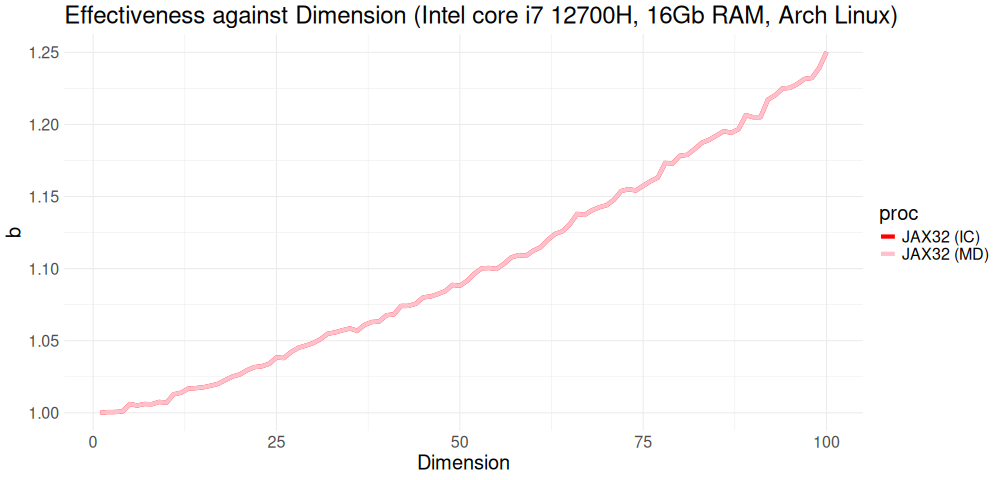 Effectiveness against Dimension (Intel core i7 12700H, 16Gb RAM, Arch Linux)
1.25
1.20
1.15
1.10
1.05
1.00
b
0 25 50 75 100
Dimension
proc
JAX32 (IC)
JAX32 (MD)